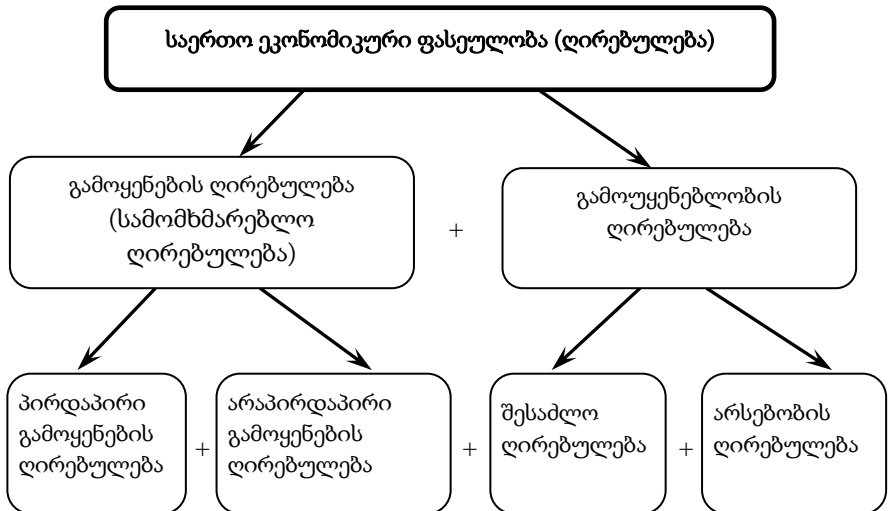 საერთო ეკონომიკური ფასეულობა (ღირებულება)
გამოყენების ღირებულება
(სამომხმარებლო
ღირებულება)
+
გამოუყენებლობის
ღირებულება
პირდაპირი
გამოყენების
ღირებულება
+
არაპირდაპირი
გამოყენების
ღირებულება
+
შესაძლო
ღირებულება
+
არსებობის
ღირებულება